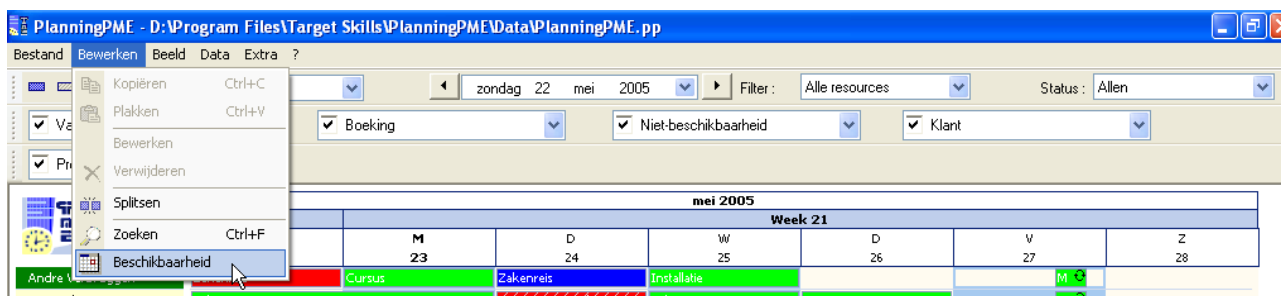 PlanningPME - D:\Program Files\Target Skills\PlanningPME\Data\PlanningPME.pp
Bestand Bewerken Beeld Data Extra ?
Kopiëren Ctrl+C
zondag 22 mei 2005 Filter : Alle resources Status : Allen
Plakken Ctrl+V
Boeking Niet-beschikbaarheid Klant
Bewerken
Verwijderen
Splitsen
mei 2005
Week 21
Zoeken Ctrl+F
M D W D V Z
23 24 25 26 27 28
Beschikbaarheid
Andre Cursus Zakenreis Installatie M